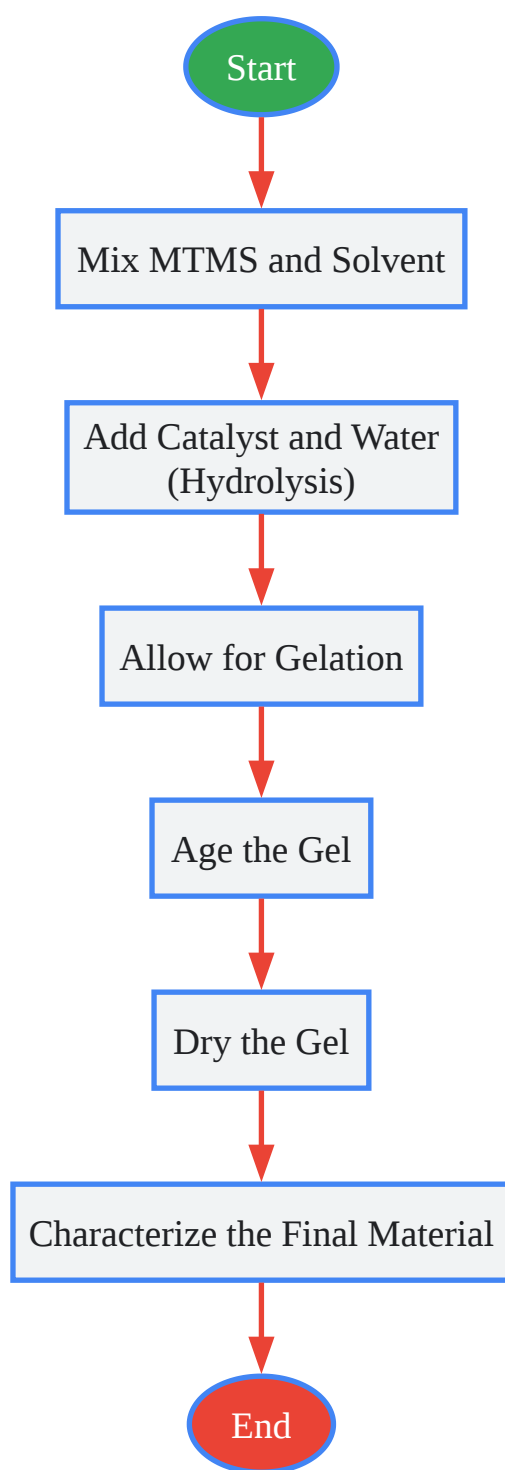 Start
Mix MTMS and Solvent
Add Catalyst and Water
(Hydrolysis)
Allow for Gelation
Age the Gel
Dry the Gel
Characterize the Final Material
End